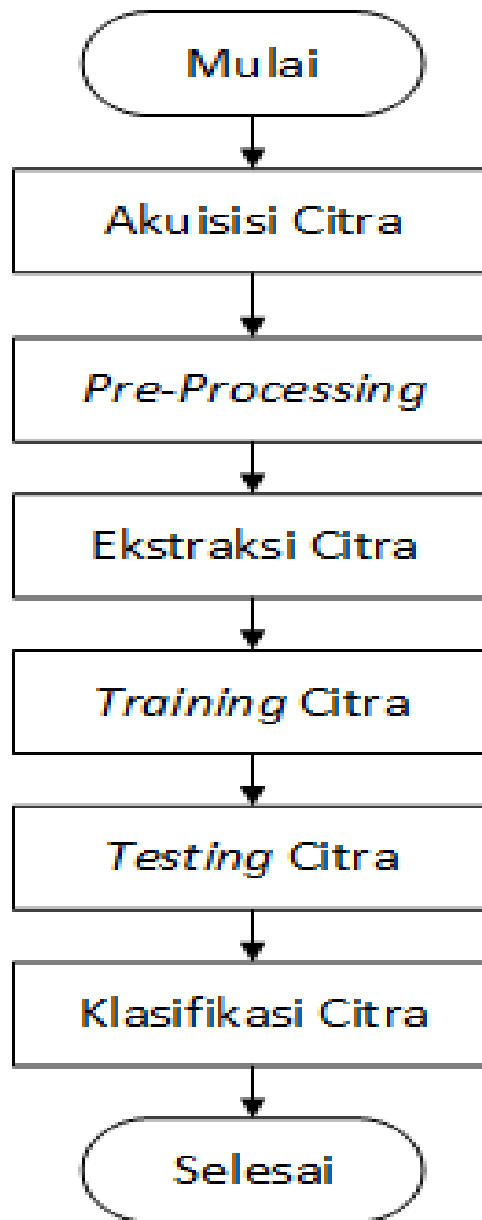 Mulai
Akuisisi Citra
Pre-Processing
Ekstraksi Citra
Training Citra
Testing Citra
Klasifikasi Citra
Selesai